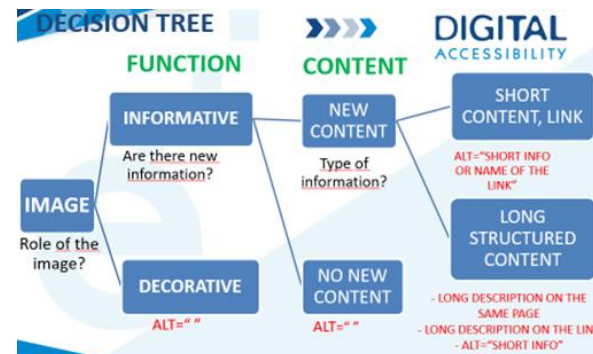 DECISION TREE
DIGITAL
ACCESSIBILITY
FUNCTION
CONTENT
INFORMATIVE
Are there new
information?
NEW
CONTENT
Type of
information?
SHORT
CONTENT, LINK
ALT="SHORT INFO
OR NAME OF THE
LINK"
IMAGE
Role of the
image?
LONG
STRUCTURED
CONTENT
DECORATIVE
ALT=" "
NO NEW
CONTENT
ALT=" "
- LONG DESCRIPTION ON THE
SAME PAGE
- LONG DESCRIPTION ON THE LIN
- ALT="SHORT INFO"